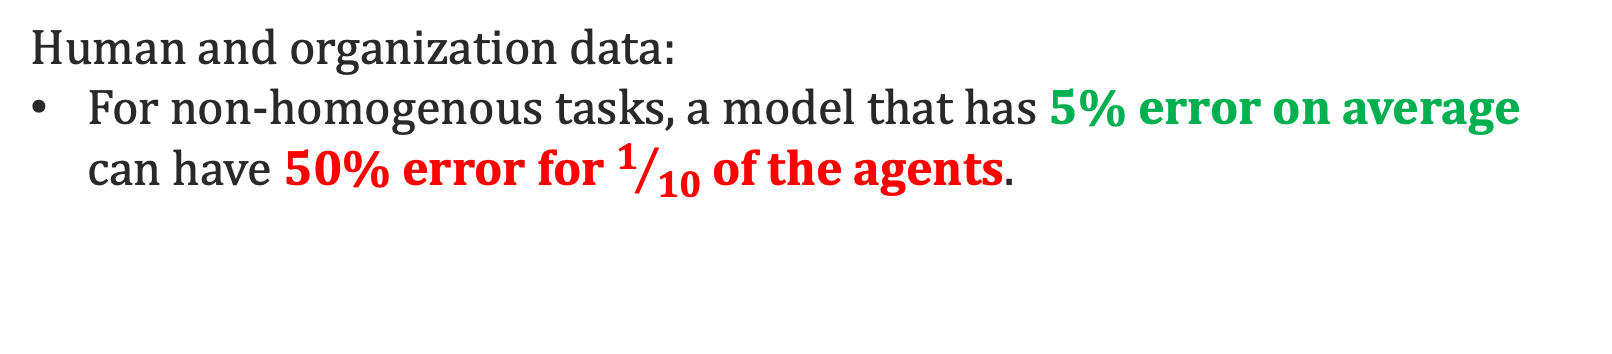 Human and organization data:
• For non-homogenous tasks, a model that has 5% error on average
can have 50% error for 1/10 of the agents.